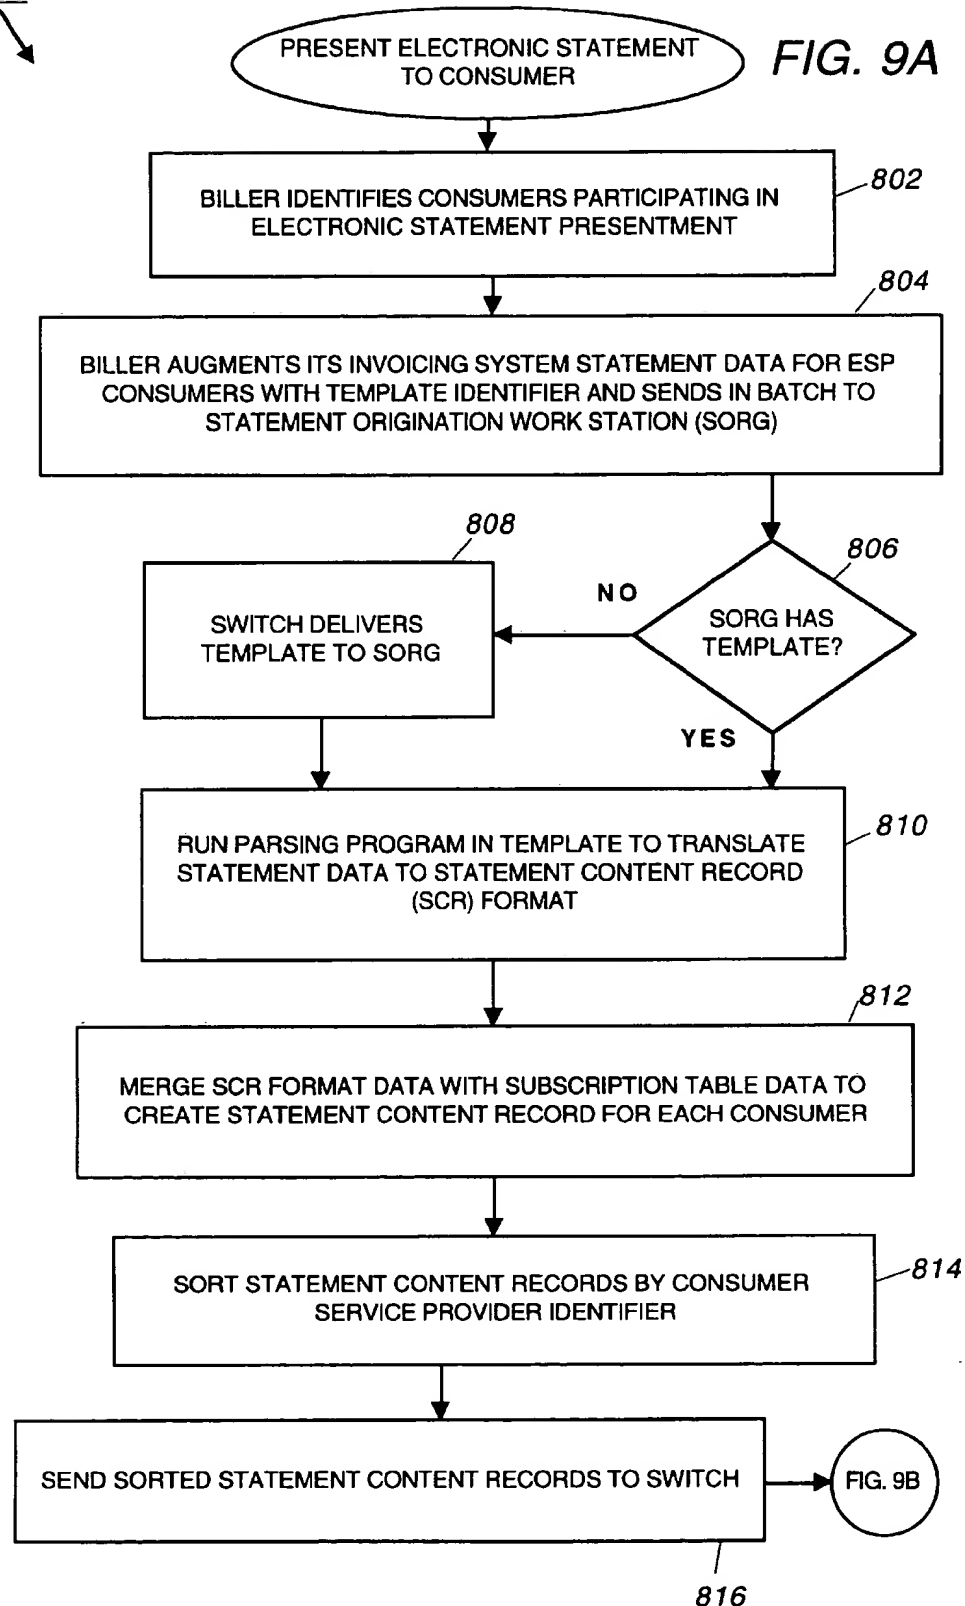 PRESENT ELECTRONIC STATEMENT
TO CONSUMER
FIG. 9A
BILLER IDENTIFIES CONSUMERS PARTICIPATING IN
ELECTRONIC STATEMENT PRESENTMENT
802
804
BILLER AUGMENTS ITS INVOICING SYSTEM STATEMENT DATA FOR ESP
CONSUMERS WITH TEMPLATE IDENTIFIER AND SENDS IN BATCH TO
STATEMENT ORIGINATION WORK STATION (SORG)
808
806
NO
SWITCH DELIVERS
TEMPLATE TO SORG
SORG HAS
TEMPLATE?
YES
810
RUN PARSING PROGRAM IN TEMPLATE TO TRANSLATE
STATEMENT DATA TO STATEMENT CONTENT RECORD
(SCR) FORMAT
812
MERGE SCR FORMAT DATA WITH SUBSCRIPTION TABLE DATA TO
CREATE STATEMENT CONTENT RECORD FOR EACH CONSUMER
814
SORT STATEMENT CONTENT RECORDS BY CONSUMER
SERVICE PROVIDER IDENTIFIER
SEND SORTED STATEMENT CONTENT RECORDS TO SWITCH
FIG. 9B
816